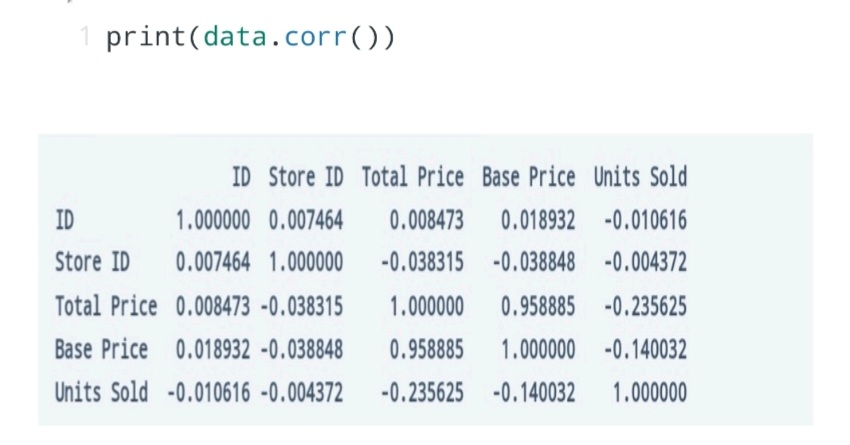 1 print(data.corr())
ID Store ID Total Price Base Price Units Sold
ID 1.000000 0.007464 0.008473 0.018932 -0.010616
Store ID 0.007464 1.000000 -0.038315 -0.038848 -0.004372
Total Price 0.008473 -0.038315 1.000000 0.958885 -0.235625
Base Price 0.018932 -0.038848 0.958885 1.000000 -0.140032
Units Sold -0.010616 -0.004372 -0.235625 -0.140032 1.000000